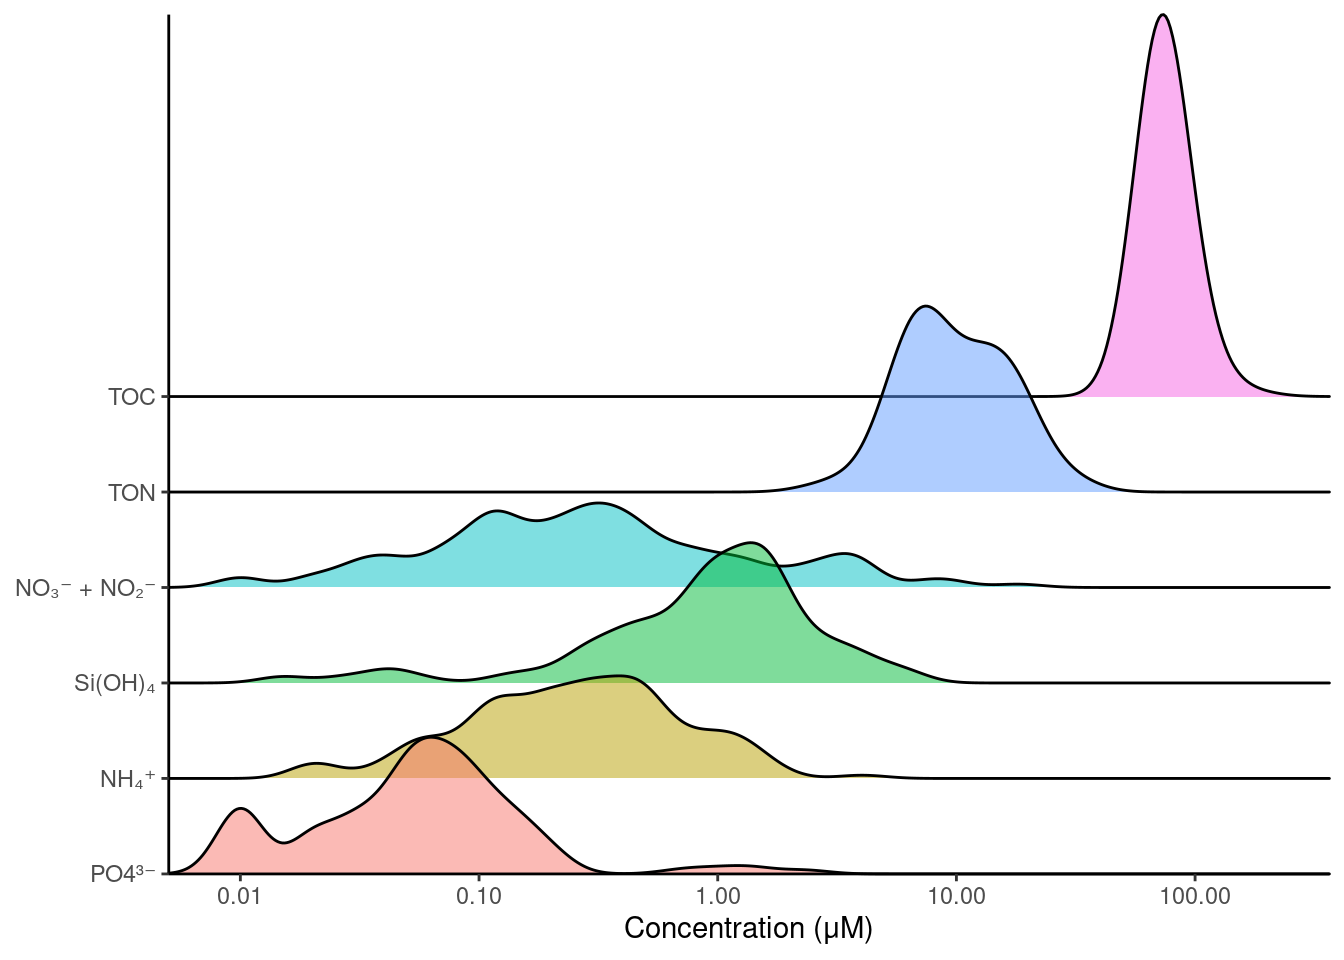 TOC
TON
NO₃⁻ + NO₂⁻
Si(OH)₄
NH₄⁺
PO4³⁻
0.01 0.10 1.00 10.00 100.00
Concentration (μM)